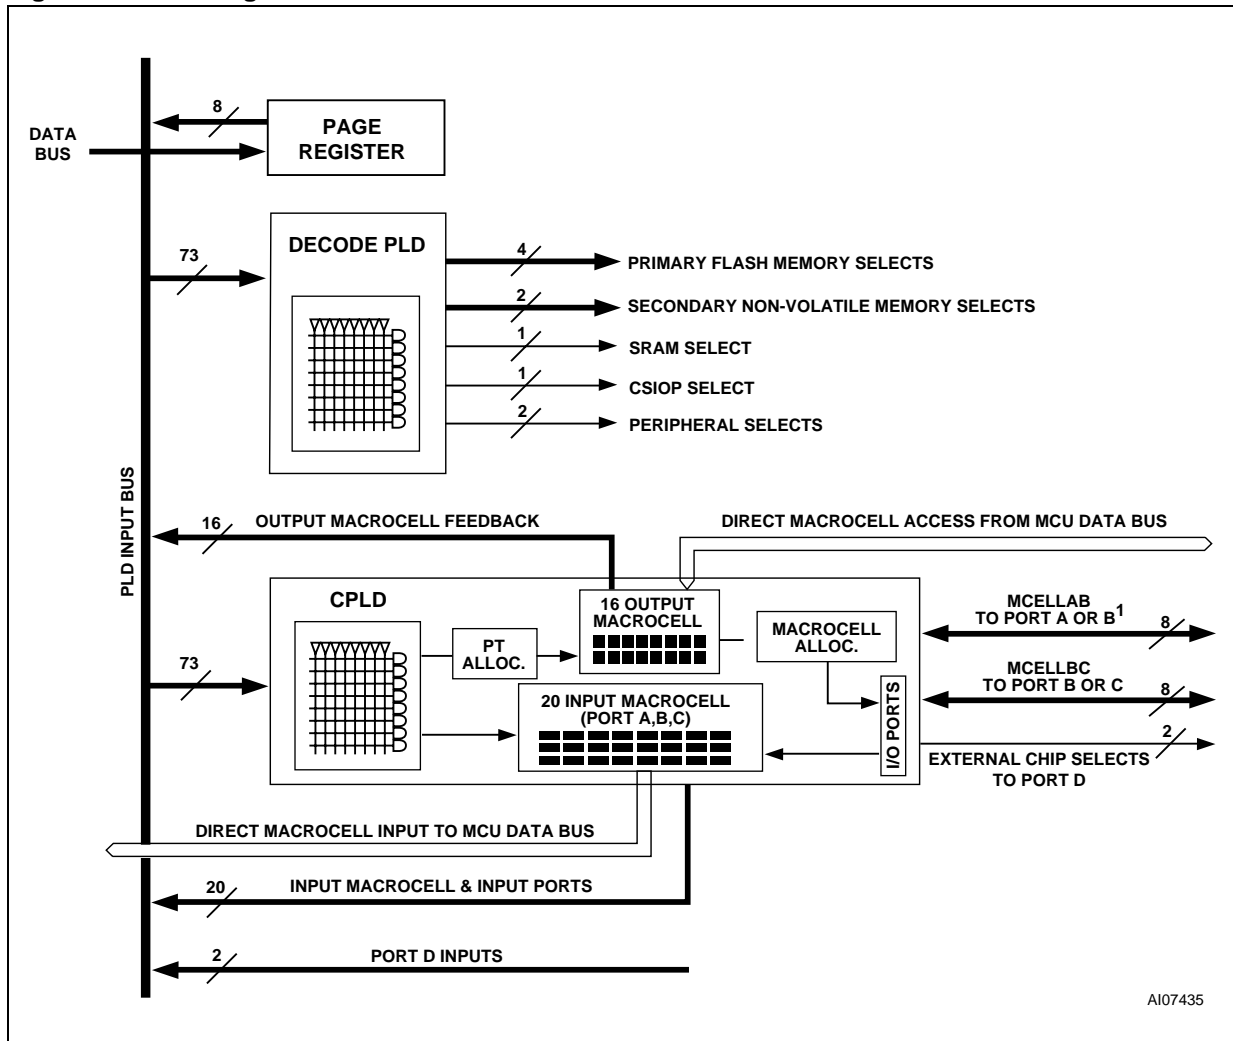 8
DATA
BUS
PAGE
REGISTER
73
DECODE PLD
4
PRIMARY FLASH MEMORY SELECTS
2
SECONDARY NON-VOLATILE MEMORY SELECTS
1
SRAM SELECT
1
CSIOP SELECT
2
PERIPHERAL SELECTS
PLD INPUT BUS
16
OUTPUT MACROCELL FEEDBACK
DIRECT MACROCELL ACCESS FROM MCU DATA BUS
CPLD
73
PT
ALLOC.
16 OUTPUT
MACROCELL
MACROCELL
ALLOC.
20 INPUT MACROCELL
(PORT A,B,C)
I/O PORTS
MCELLAB
TO PORT A OR B1
8
MCELLBC
TO PORT B OR C
8
2
EXTERNAL CHIP SELECTS
TO PORT D
DIRECT MACROCELL INPUT TO MCU DATA BUS
20
INPUT MACROCELL & INPUT PORTS
2
PORT D INPUTS
AI07435